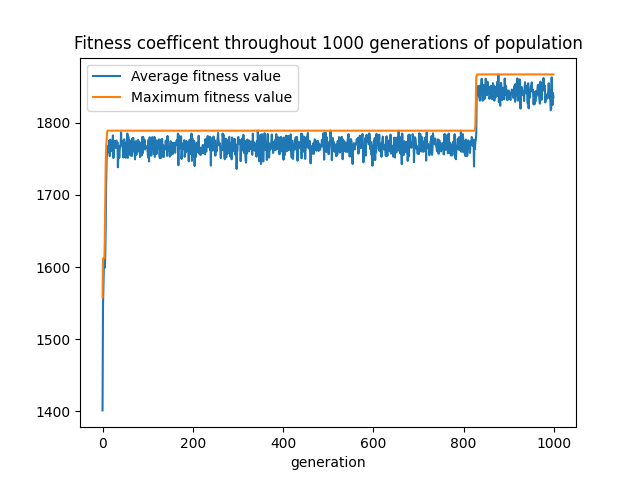 Fitness coefficent throughout 1000 generations of population
Average fitness value
Maximum fitness value
1800
1700
1600
1500
1400
0 200 400 600 800 1000
generation